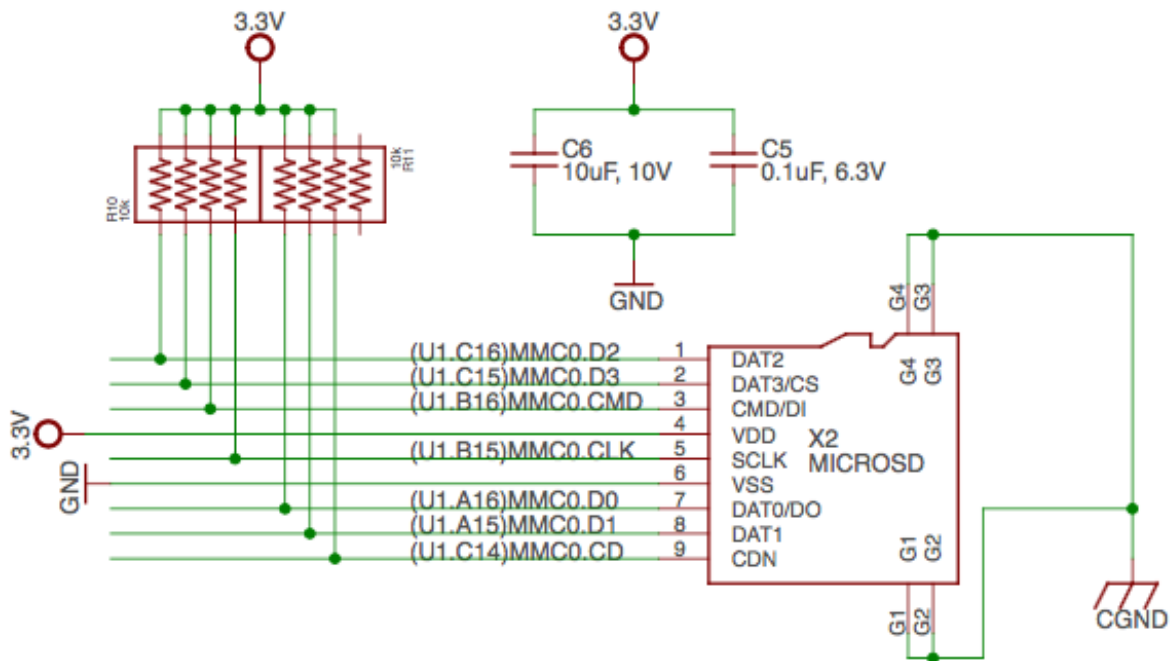 3.3V
3.3V
10k
R11
R10
10k
C6
10uF, 10V
C5
0.1uF, 6.3V
GND
G4
G3
(U1.C16)MMC0.D2
1
DAT2
G4
G3
(U1.C15)MMC0.D3
2
DAT3/CS
(U1.B16)MMC0.CMD
3
CMD/DI
3.3V
4
VDD
X2
(U1.B15)MMC0.CLK
5
SCLK
MICROSD
GND
6
VSS
(U1.A16)MMC0.D0
7
DAT0/DO
(U1.A15)MMC0.D1
8
DAT1
G1
G2
(U1.C14)MMC0.CD
9
CDN
G1
G2
CGND